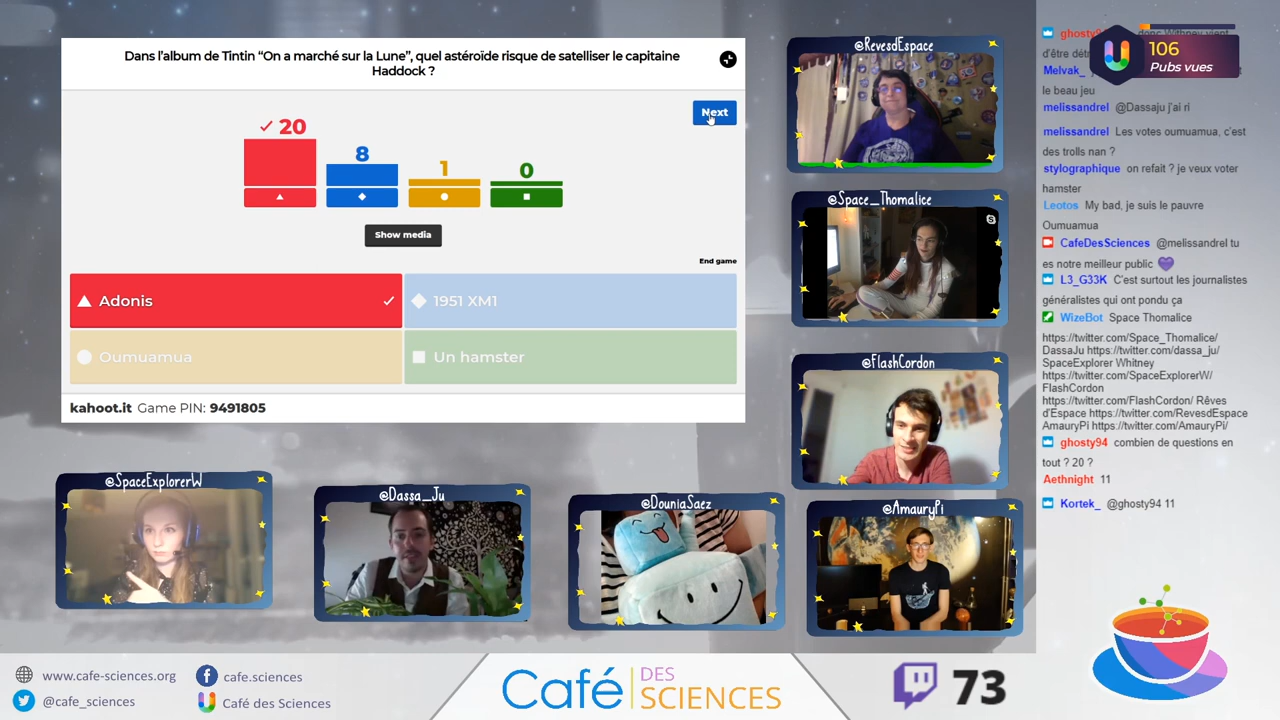 Dans l'album de Tintin “On a marché sur la Lune”, quel astéroïde risque de satelliser le capitaine
Haddock ?
Next
20
8
1
0
Show media
End game
Adonis
1951 XM1
Oumuamua
Un hamster
kahoot.it Game PIN: 9491805
@RevesdEspace
@Space_Thomalice
@FlashCordon
@SpaceExplorerW
@Dassa_Ju
@DouniaSaez
@AmauryPi
106
Pubs vues
d'être
Melvak_
le beau jeu
melissandrel @Dassaju j'ai ri
melissandrel Les votes oumuamua, c'est
des trolls nan ?
stylographique on refait ? je veux voter
hamster
Leotos My bad, je suis le pauvre
Oumuamua
CafeDesSciences @melissandrel tu
es notre meilleur public
L3_G33K C'est surtout les journalistes
généralistes qui ont pondu ça
WizeBot Space Thomalice
https://twitter.com/Space_Thomalice/
DassaJu https://twitter.com/dassa_ju/
SpaceExplorer Whitney
https://twitter.com/SpaceExplorerW/
FlashCordon
https://twitter.com/FlashCordon/ Rêves
d'Espace https://twitter.com/RevesdEspace
AmauryPi https://twitter.com/AmauryPi/
ghosty94 combien de questions en
tout ? 20 ?
Aethnight 11
Kortek_ @ghosty94 11
www.cafe-sciences.org
cafe.sciences
@cafe_sciences
Café des Sciences
Café DES SCIENCES
73